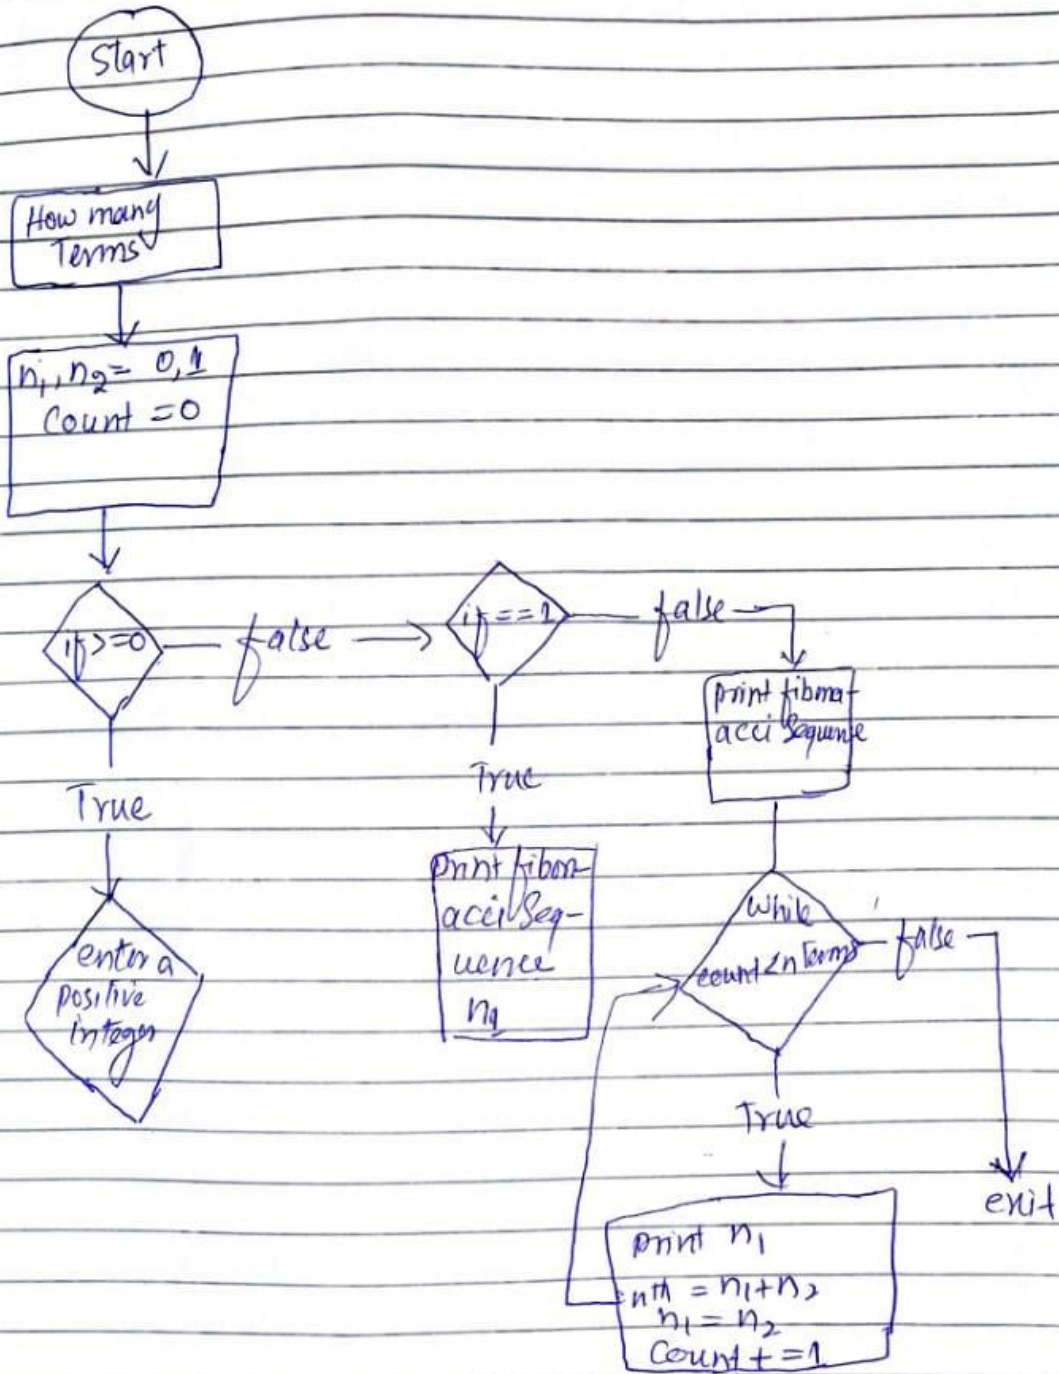 Start
How many
Terms
n1, n2 = 0, 1
Count = 0
if >=0
false
if ==1
false
True
enter a
positive
integer
True
print fibon-
acci Seq-
uence
n1
print fibona-
acci Sequence
while
count < n Terms
false
exit
True
print n1
nth = n1+n2
n1 = n2
Count + = 1